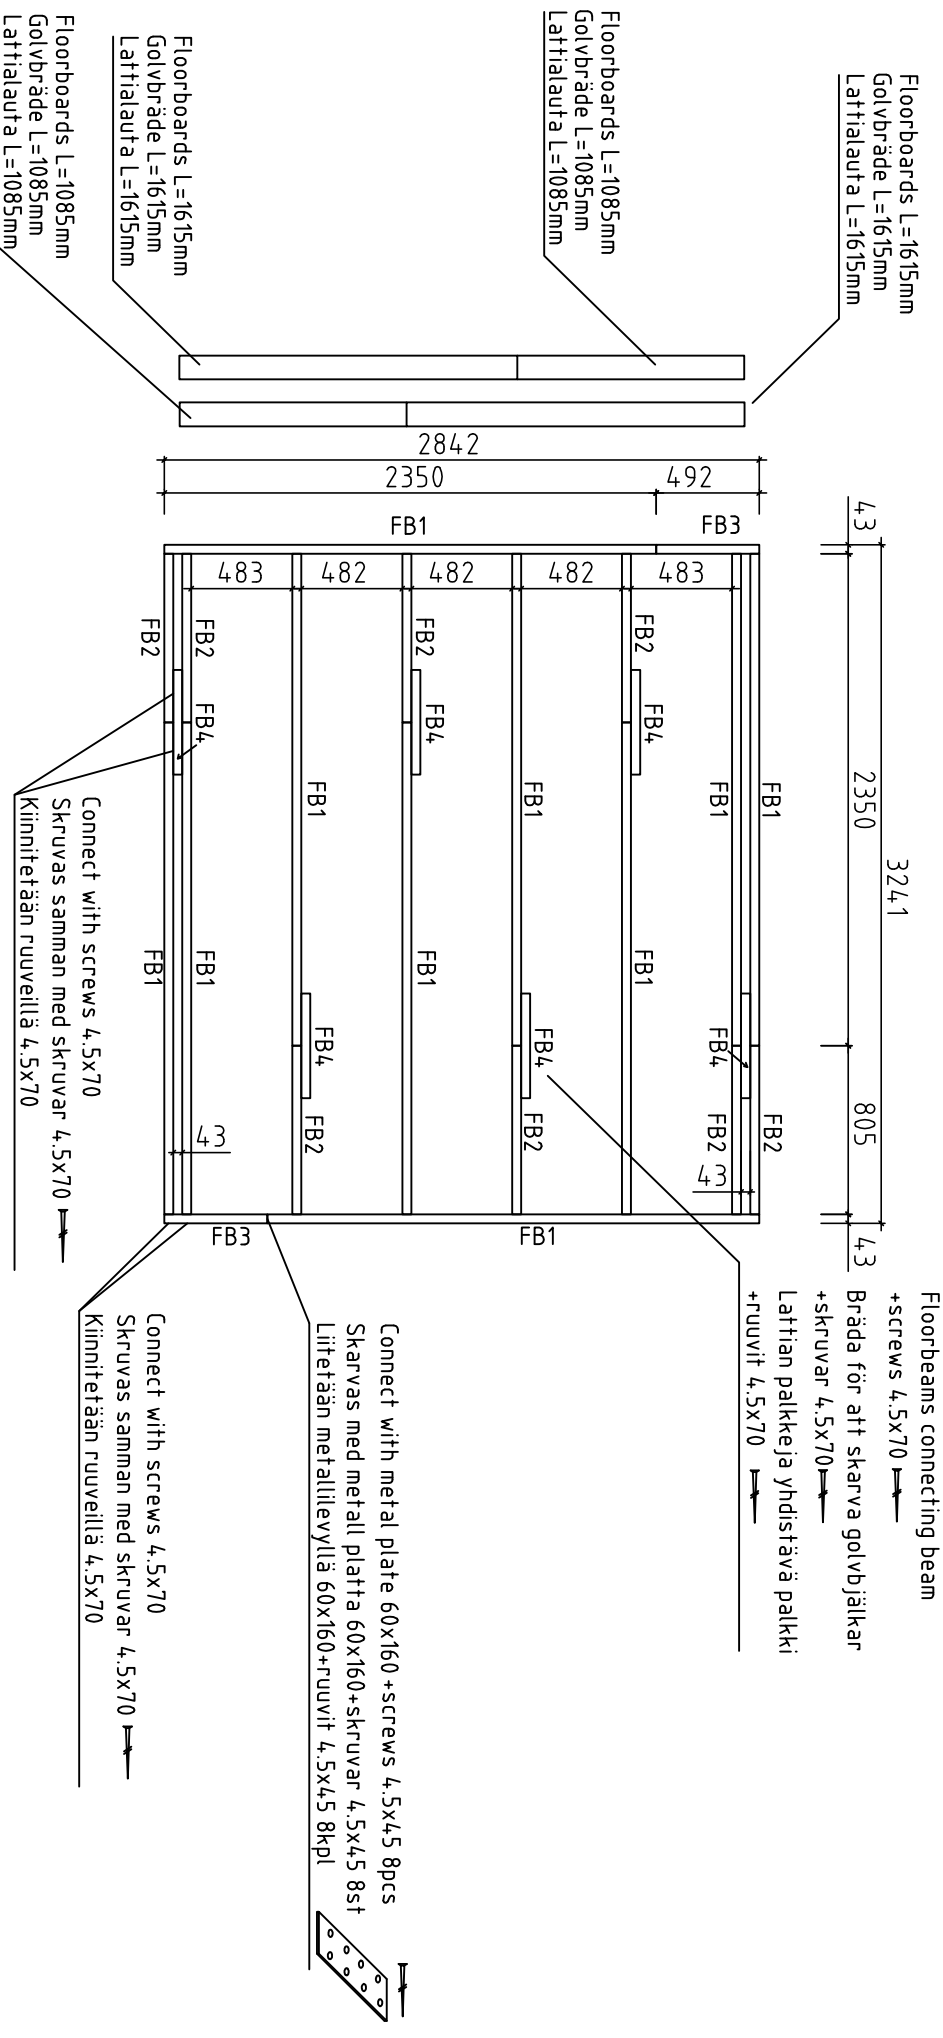 Floorboards L=1615mm
Golvbräde L=1615mm
Lattialauta L=1615mm
Floorboards L=1085mm
Golvbräde L=1085mm
Lattialauta L=1085mm
Floorboards L=1615mm
Golvbräde L=1615mm
Lattialauta L=1615mm
Floorboards L=1085mm
Golvbräde L=1085mm
Lattialauta L=1085mm
2842
2350
492
FB1
FB3
43
2350
3241
805
43
483
482
482
482
483
FB2
FB2
FB4
FB2
FB4
FB2
FB4
FB1
FB1
FB1
FB1
FB1
FB1
FB1
FB1
FB4
FB2
FB4
FB2
FB4
FB2
FB2
43
43
FB3
FB1
Connect with screws 4.5x70
Skruvas samman med skruvar 4.5x70
Kiinnitetään ruuveillä 4.5x70
Floorbeams connecting beam
+screws 4.5x70
Bräda för att skarva golvbjälkar
+skruvar 4.5x70
Lattian palkkeja yhdistävä palkki
+ruuvit 4.5x70
Connect with metal plate 60x160+screws 4.5x45 8pcs
Skarvas med metall platta 60x160+skruvar 4.5x45 8st
Liitetään metallilevyllä 60x160+ruuvit 4.5x45 8kpl
Connect with screws 4.5x70
Skruvas samman med skruvar 4.5x70
Kiinnitetään ruuveillä 4.5x70